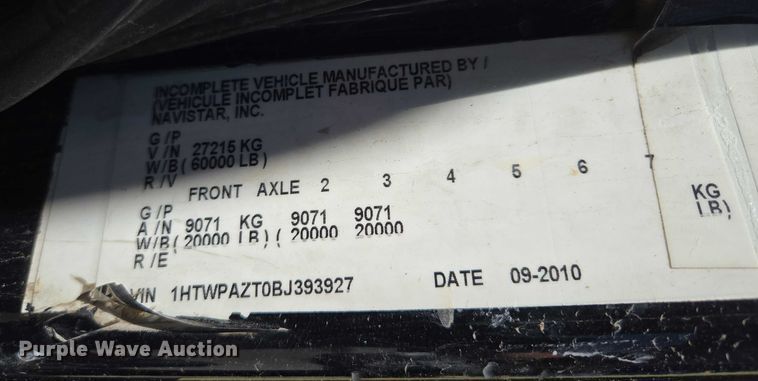 INCOMPLETE VEHICLE MANUFACTURED BY /
(VEHICULE INCOMPLET FABRIQUE PAR)
NAVISTAR, INC.
G /P
V /N 27215 KG
W/B( 60000 LB)
R /V
FRONT AXLE 2 3 4 5 6 7
G /P
A /N 9071 KG 9071 9071 KG
W/B( 20000 LB) ( 20000 20000 LB)
R /E
VIN 1HTWPAZT0BJ393927 DATE 09-2010
Purple Wave Auction